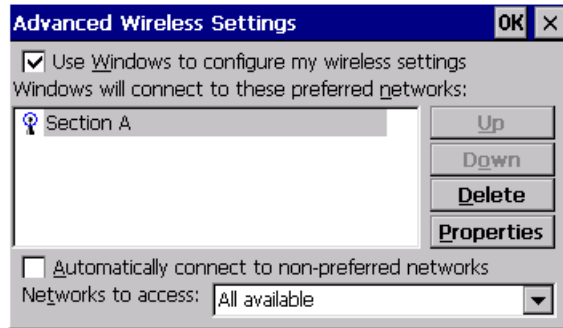 Advanced Wireless Settings OK ×
Use Windows to configure my wireless settings
Windows will connect to these preferred networks:
Section A
Up
Down
Delete
Properties
Automatically connect to non-preferred networks
Networks to access: All available